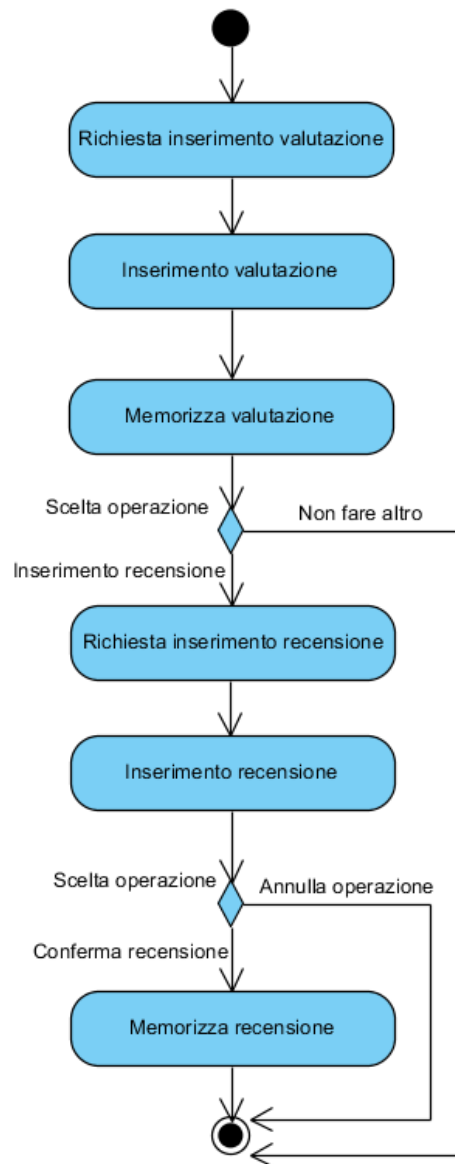 Richiesta inserimento valutazione
Inserimento valutazione
Memorizza valutazione
Scelta operazione
Non fare altro
Inserimento recensione
Richiesta inserimento recensione
Inserimento recensione
Scelta operazione
Annulla operazione
Conferma recensione
Memorizza recensione